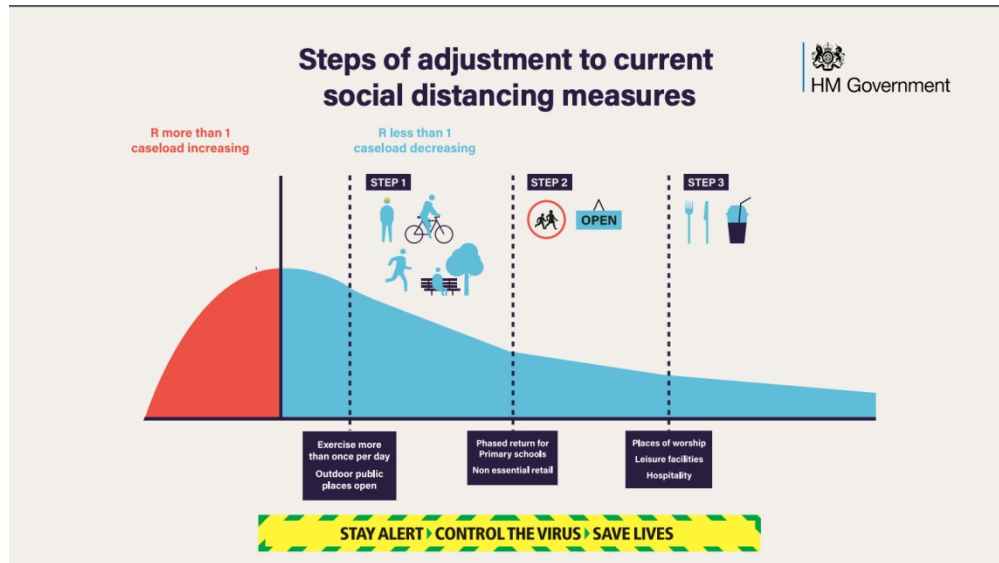 Steps of adjustment to current
social distancing measures
HM Government
R more than 1
caseload increasing
R less than 1
caseload decreasing
STEP 1
STEP 2
OPEN
STEP 3
Exercise more
than once per day
Outdoor public
places open
Phased return for
Primary schools
Non essential retail
Places of worship
Leisure facilities
Hospitality
STAY ALERT CONTROL THE VIRUS SAVE LIVES